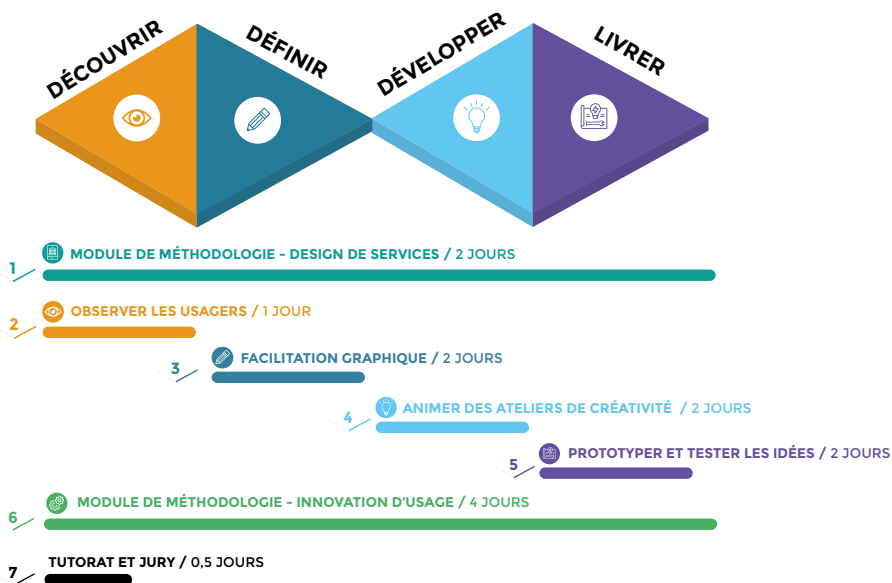 DÉCOUVRIR
DÉFINIR
DÉVELOPPER
LIVRER
1 MODULE DE MÉTHODOLOGIE - DESIGN DE SERVICES / 2 JOURS
2 OBSERVER LES USAGERS / 1 JOUR
3 FACILITATION GRAPHIQUE / 2 JOURS
4 ANIMER DES ATELIERS DE CRÉATIVITÉ / 2 JOURS
5 PROTOTYPER ET TESTER LES IDÉES / 2 JOURS
6 MODULE DE MÉTHODOLOGIE - INNOVATION D'USAGE / 4 JOURS
7 TUTORAT ET JURY / 0,5 JOURS